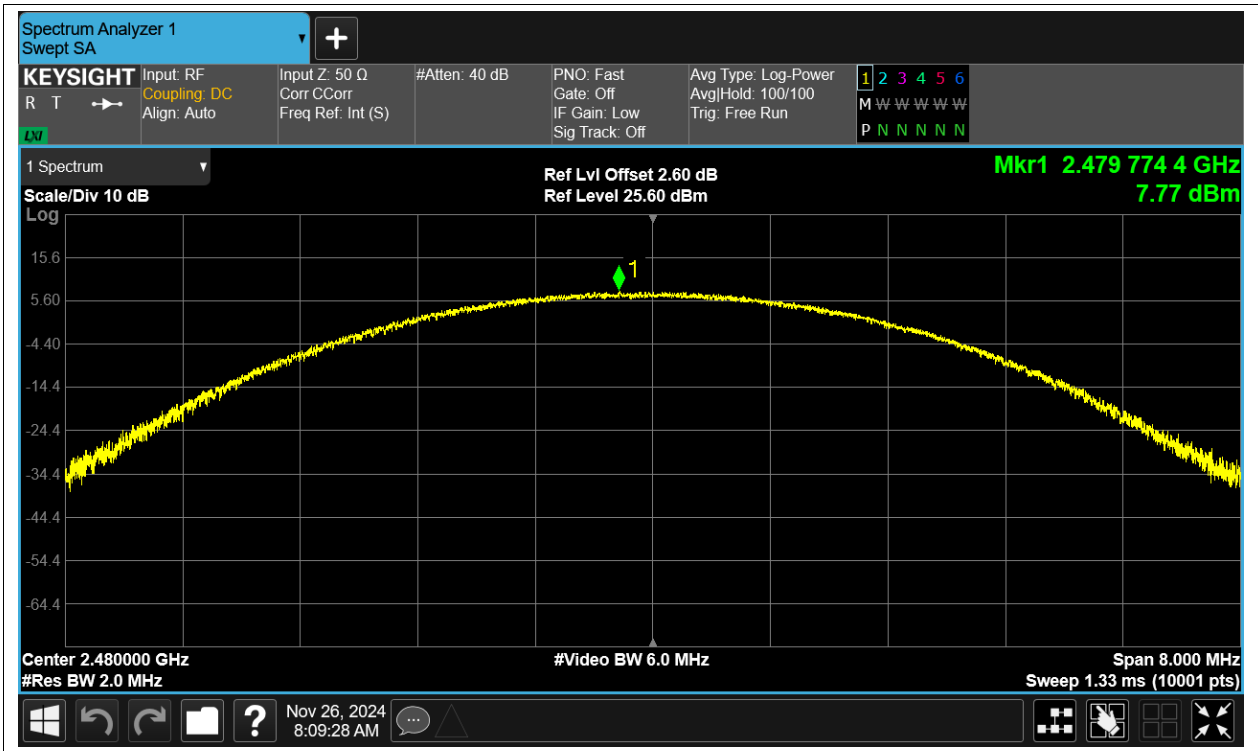 Spectrum Analyzer 1
Swept SA
KEYSIGHT
R T
LXI
Input: RF
Coupling: DC
Align: Auto
Input Z: 50 Ω
Corr CCorr
Freq Ref: Int (S)
#Atten: 40 dB
PNO: Fast
Gate: Off
IF Gain: Low
Sig Track: Off
Avg Type: Log-Power
Avg|Hold: 100/100
Trig: Free Run
1 2 3 4 5 6
M W W W W W
P N N N N N
1 Spectrum
Scale/Div 10 dB
Log
Ref Lvl Offset 2.60 dB
Ref Level 25.60 dBm
Mkr1 2.479 774 4 GHz
7.77 dBm
15.6
1
5.60
-4.40
-14.4
-24.4
-34.4
-44.4
-54.4
-64.4
Center 2.480000 GHz
#Res BW 2.0 MHz
#Video BW 6.0 MHz
Span 8.000 MHz
Sweep 1.33 ms (10001 pts)
?
Nov 26, 2024
8:09:28 AM